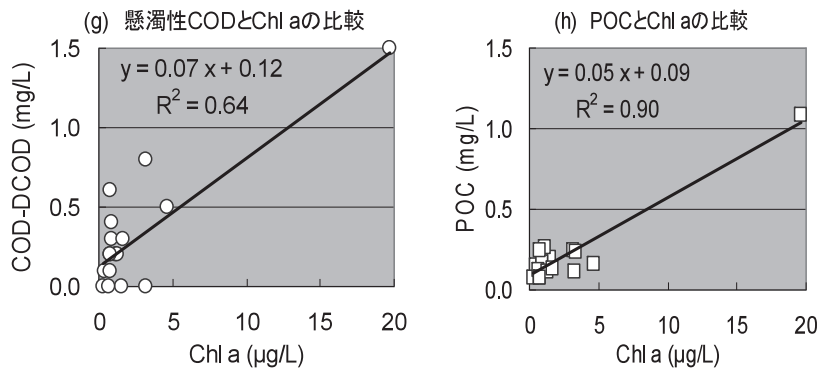 (g) 懸濁性CODとChl aの比較
y = 0.07 x + 0.12
R² = 0.64
COD-DCOD (mg/L)
1.5
1.0
0.5
0.0
0 5 10 15 20
Chl a (μg/L)
(h) POCとChl aの比較
y = 0.05 x + 0.09
R² = 0.90
POC (mg/L)
1.5
1.0
0.5
0.0
0 5 10 15 20
Chl a (μg/L)